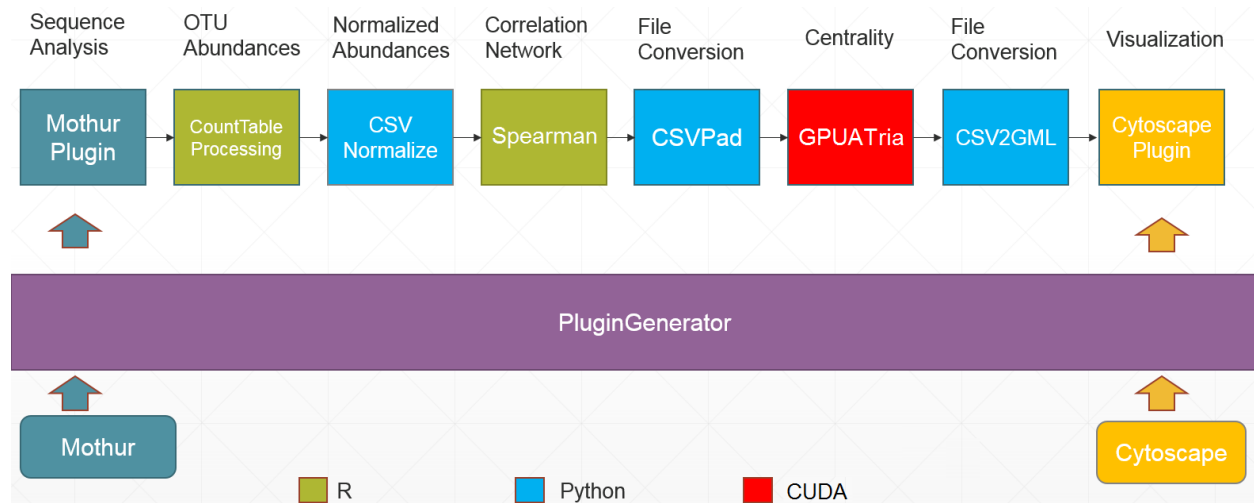 Sequence
Analysis
OTU
Abundances
Normalized
Abundances
Correlation
Network
File
Conversion
Centrality
File
Conversion
Visualization
Mothur
Plugin
CountTable
Processing
CSV
Normalize
Spearman
CSVPad
GPUATria
CSV2GML
Cytoscape
Plugin
PluginGenerator
Mothur
Cytoscape
R
Python
CUDA